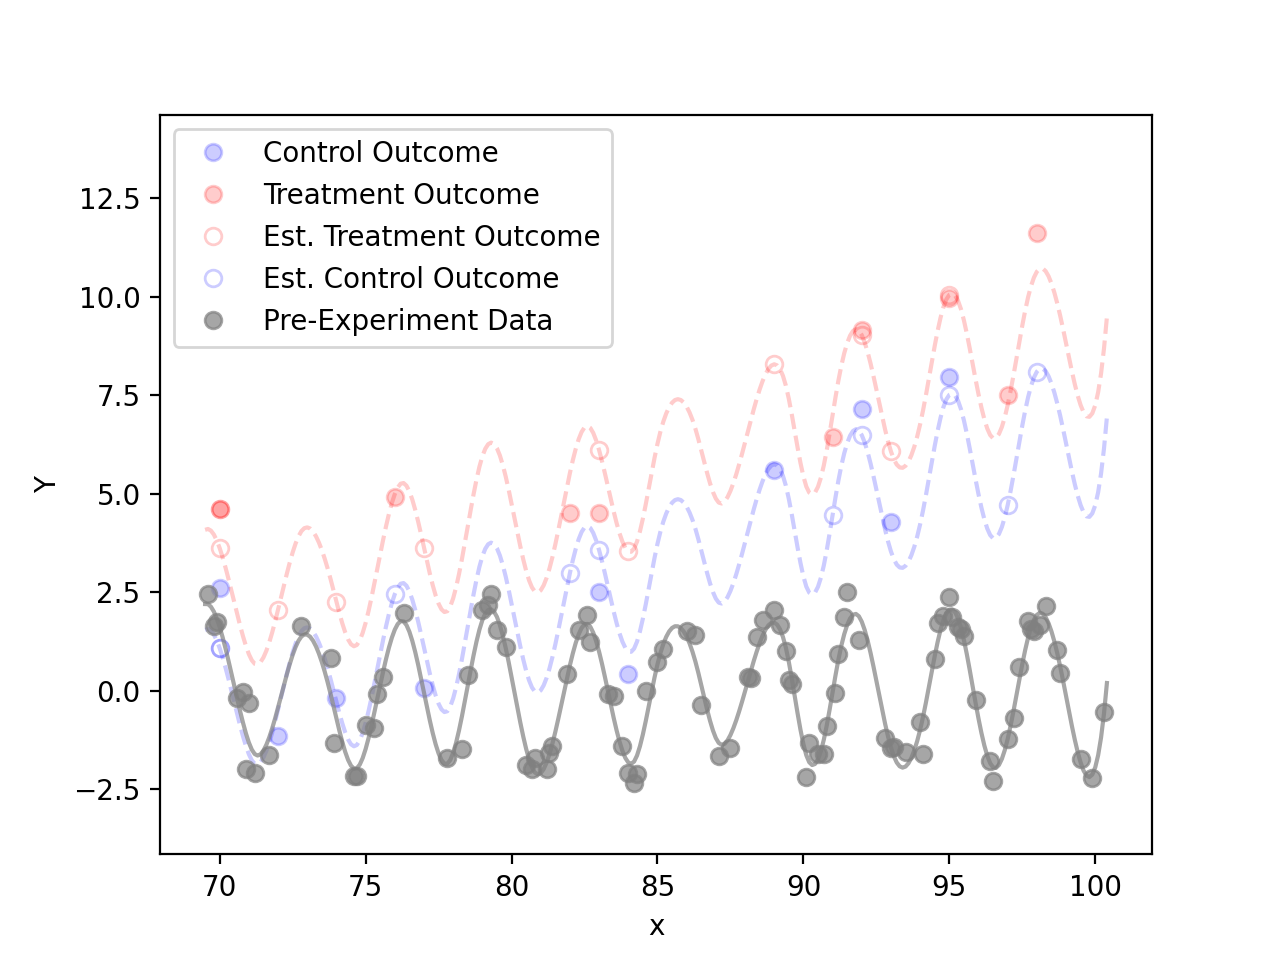 Control Outcome
Treatment Outcome
Est. Treatment Outcome
Est. Control Outcome
Pre-Experiment Data
12.5
10.0
7.5
5.0
2.5
0.0
−2.5
Y
70 75 80 85 90 95 100
x